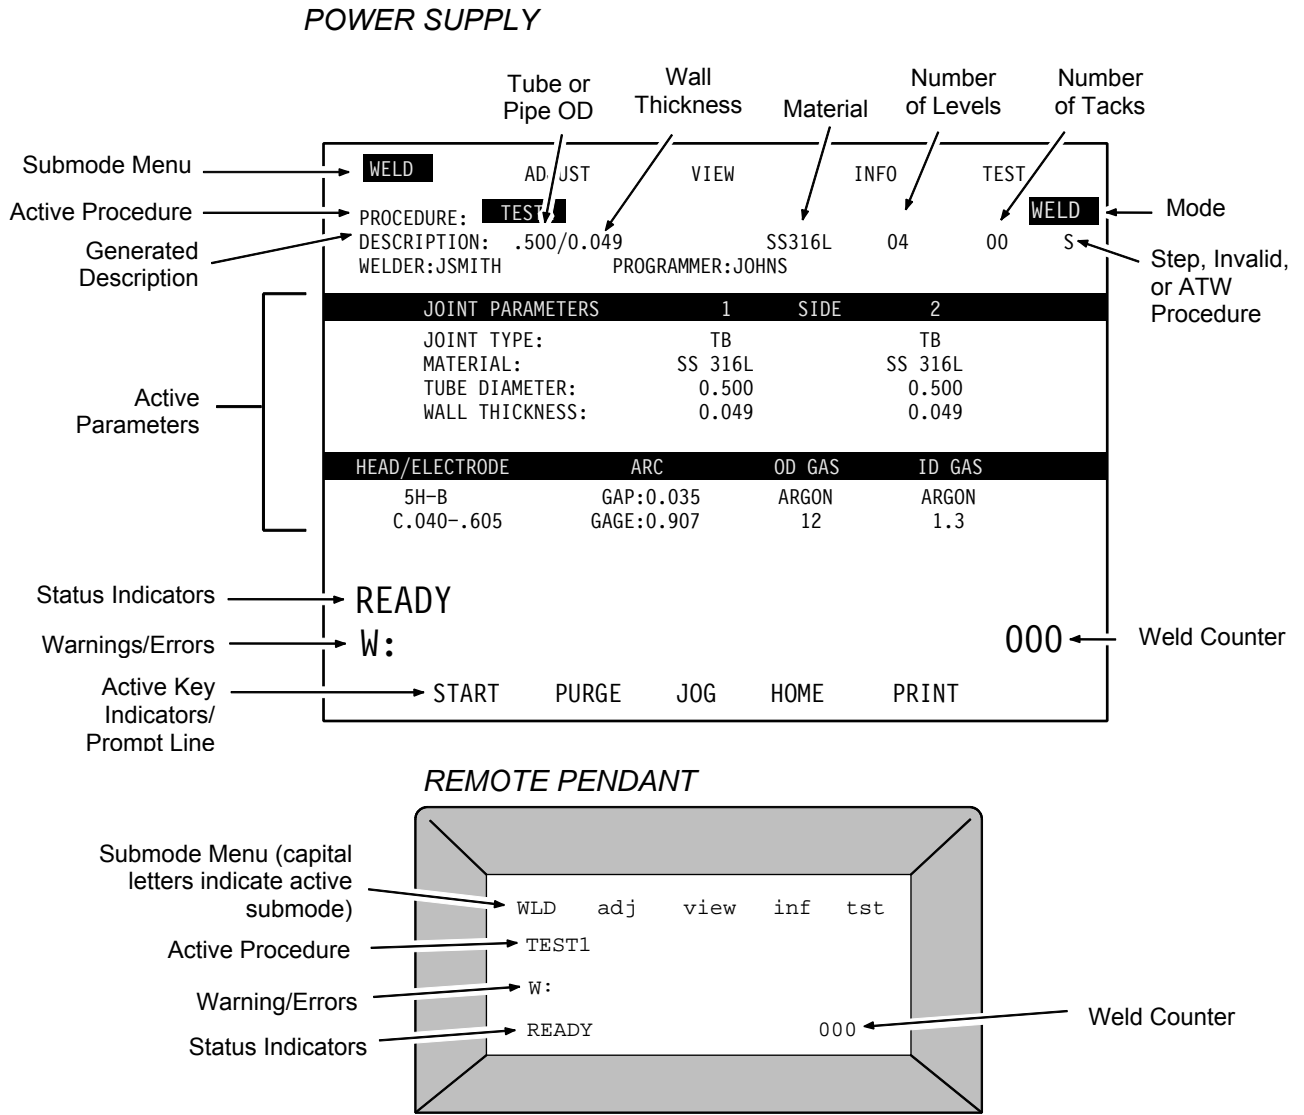 POWER SUPPLY
Tube or
Pipe OD
Wall
Thickness
Material
Number
of Levels
Number
of Tacks
Submode Menu
WELD ADJUST VIEW INFO TEST
Active Procedure
PROCEDURE: TEST
WELD
Mode
Generated
Description
DESCRIPTION: .500/0.049 SS316L 04 00 S
WELDER:JSMITH PROGRAMMER:JOHNS
Step, Invalid,
or ATW
Procedure
JOINT PARAMETERS 1 SIDE 2
JOINT TYPE: TB TB
MATERIAL: SS 316L SS 316L
TUBE DIAMETER: 0.500 0.500
WALL THICKNESS: 0.049 0.049
Active
Parameters
HEAD/ELECTRODE ARC OD GAS ID GAS
5H-B GAP:0.035 ARGON ARGON
C.040-.605 GAGE:0.907 12 1.3
Status Indicators
READY
Warnings/Errors
W:
000
Weld Counter
Active Key
Indicators/
Prompt Line
START PURGE JOG HOME PRINT
REMOTE PENDANT
Submode Menu (capital
letters indicate active
submode)
WLD adj view inf tst
Active Procedure
TEST1
Warning/Errors
W:
Status Indicators
READY 000
Weld Counter